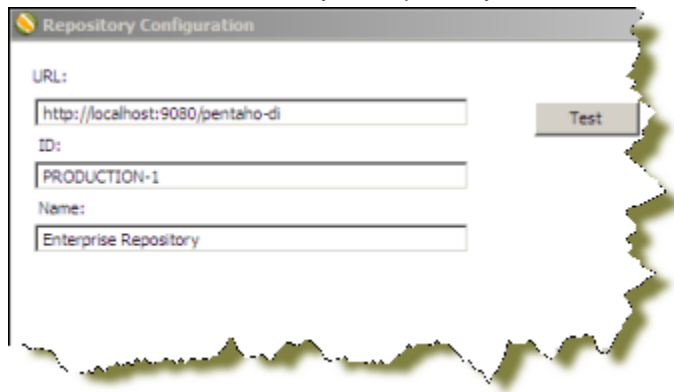 Repository Configuration
URL:
http://localhost:9080/pentaho-di
Test
ID:
PRODUCTION-1
Name:
Enterprise Repository